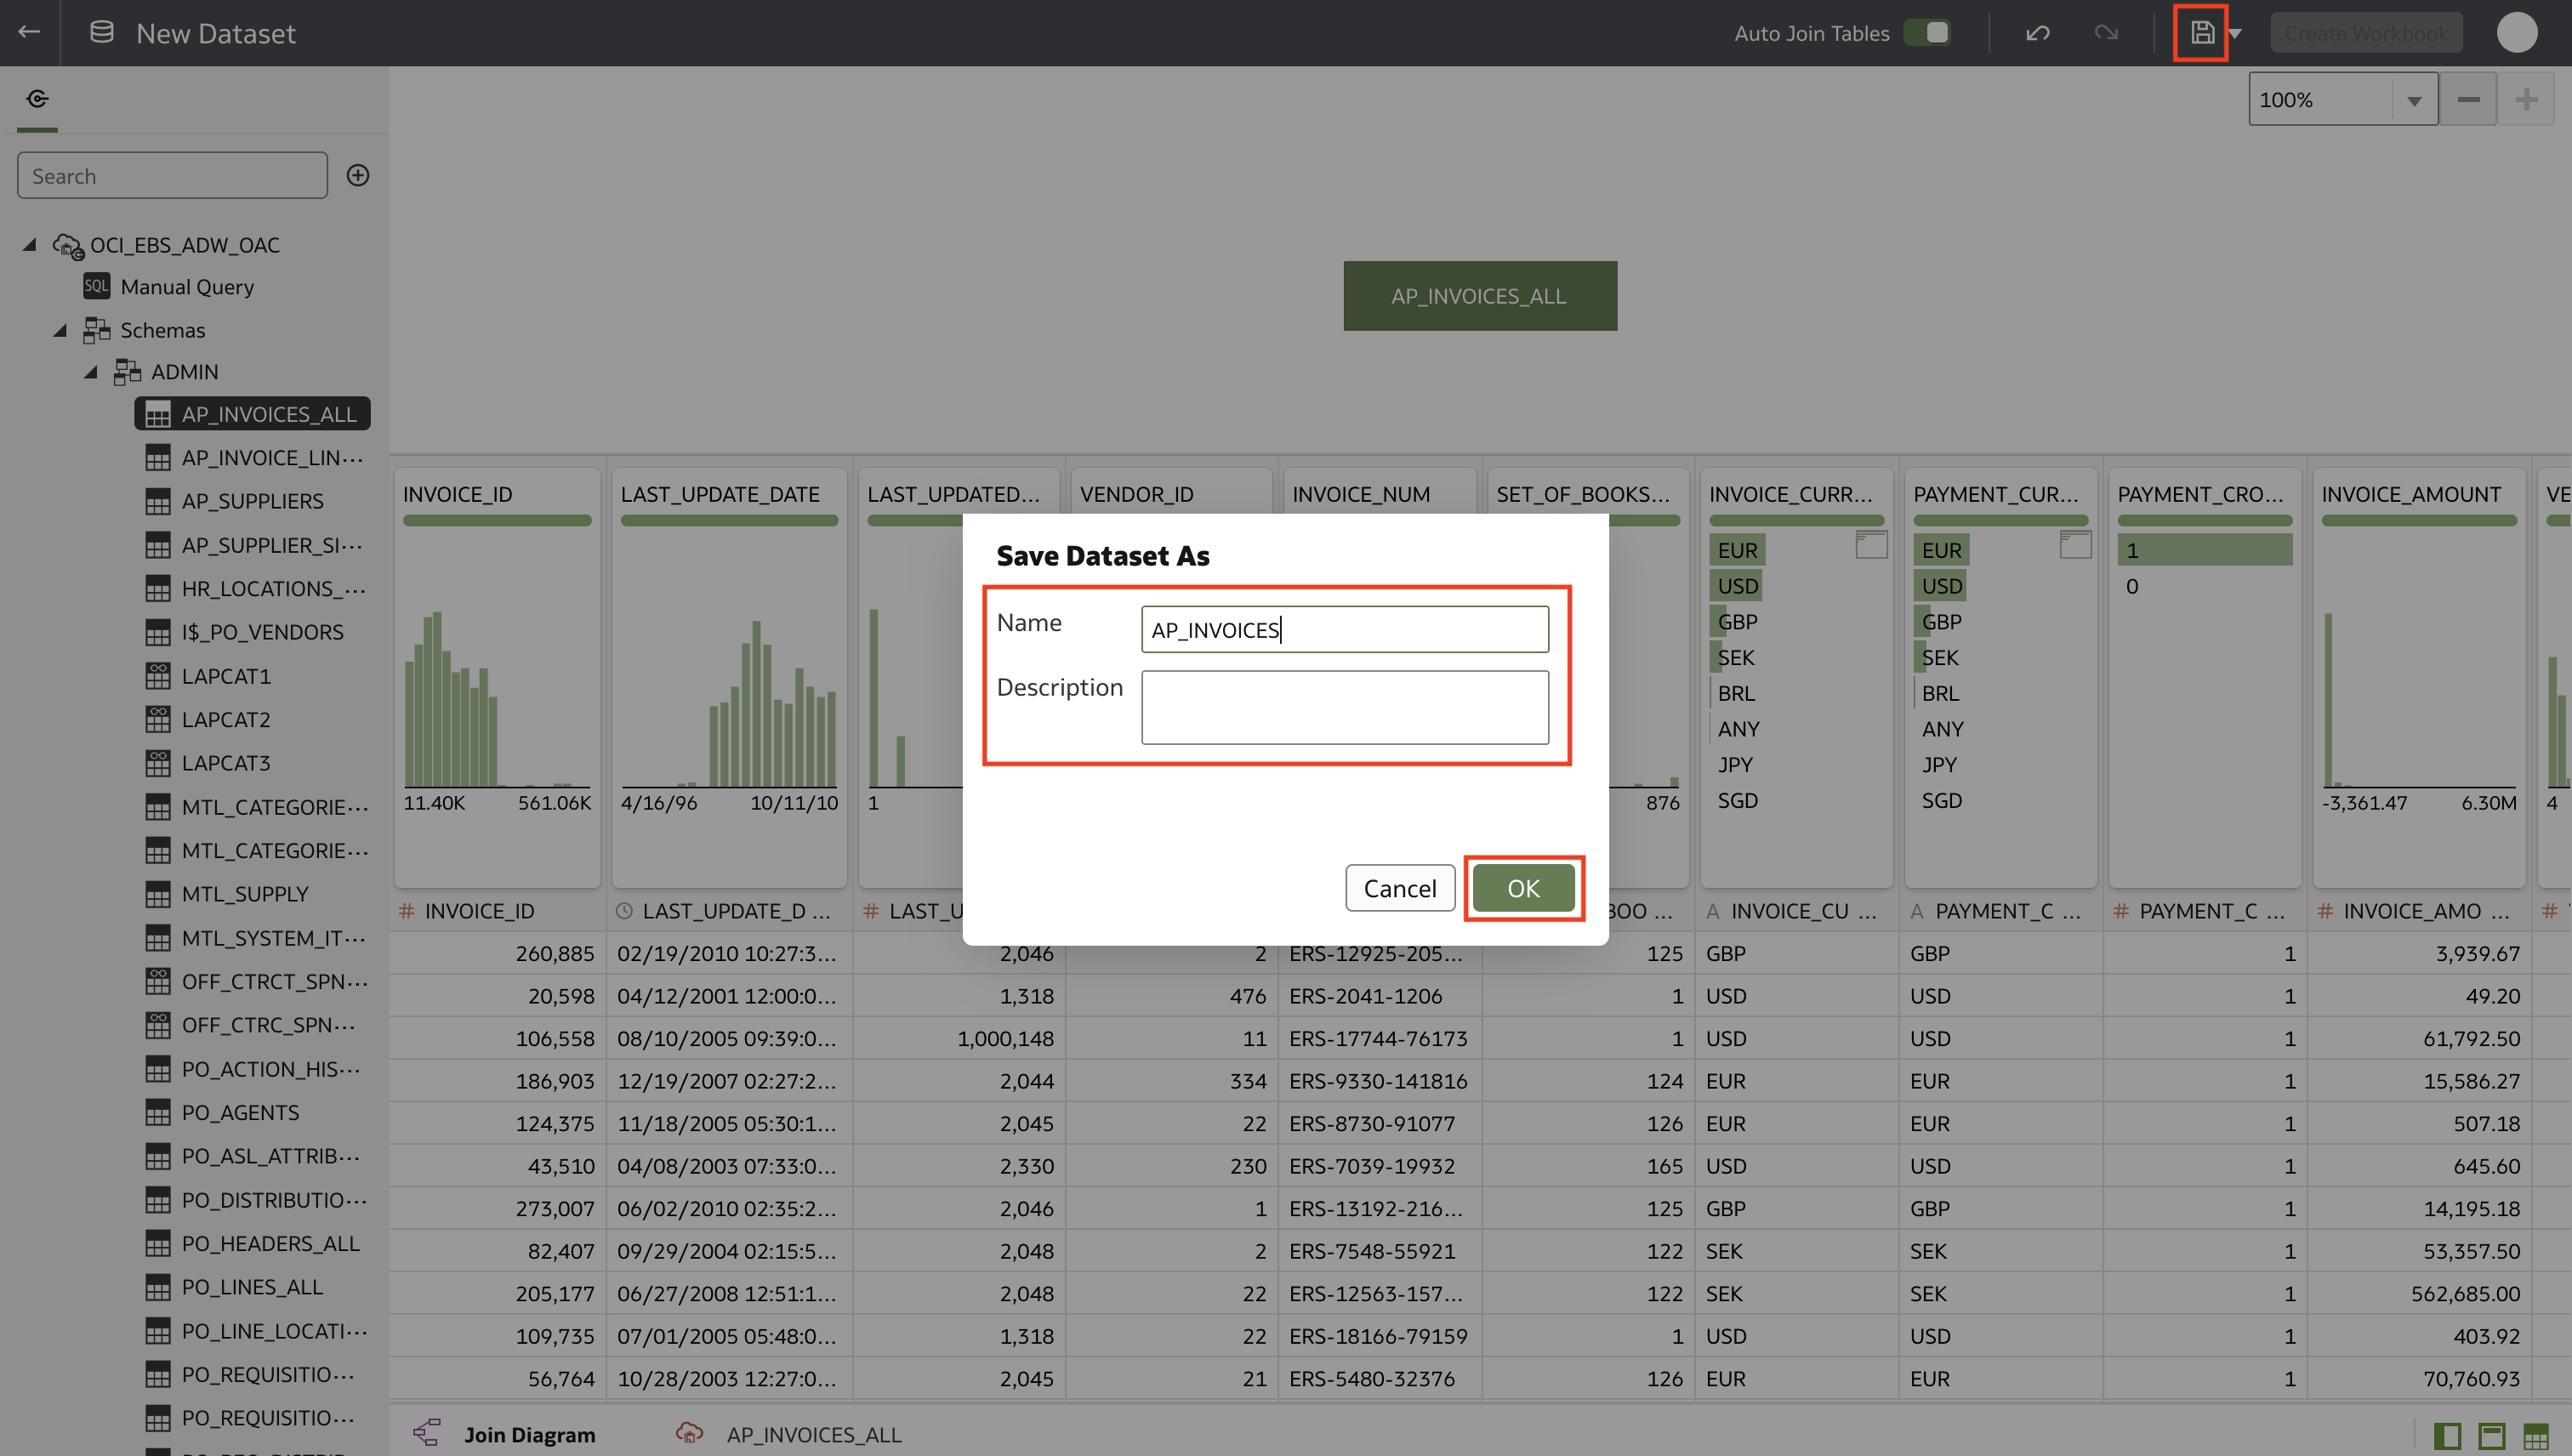 New Dataset
Auto Join Tables
Create Workbook
100%
Search
OCI_EBS_ADW_OAC
SQL Manual Query
Schemas
ADMIN
AP_INVOICES_ALL
AP_INVOICE_LIN...
AP_SUPPLIERS
AP_SUPPLIER_SI...
HR_LOCATIONS_...
I$_PO_VENDORS
LAPCAT1
LAPCAT2
LAPCAT3
MTL_CATEGORIE...
MTL_CATEGORIE...
MTL_SUPPLY
MTL_SYSTEM_IT...
OFF_CTRCT_SPN...
OFF_CTRC_SPN...
PO_ACTION_HIS...
PO_AGENTS
PO_ASL_ATTRIB...
PO_DISTRIBUTIO...
PO_HEADERS_ALL
PO_LINES_ALL
PO_LINE_LOCATI...
PO_REQUISITIO...
PO_REQUISITIO...
AP_INVOICES_ALL
INVOICE_ID LAST_UPDATE_DATE LAST_UPDATED... VENDOR_ID INVOICE_NUM SET_OF_BOOKS... INVOICE_CURR... PAYMENT_CUR... PAYMENT_CRO... INVOICE_AMOUNT VE
EUR EUR 1
USD USD 0
GBP GBP
SEK SEK
BRL BRL
ANY ANY
JPY JPY
SGD SGD
11.40K 561.06K 4/16/96 10/11/10 1 876 -3,361.47 6.30M 4
Save Dataset As
Name AP_INVOICES
Description
Cancel OK
# INVOICE_ID LAST_UPDATE_D ... # LAST_U BOO ... A INVOICE_CU ... A PAYMENT_C ... # PAYMENT_C ... # INVOICE_AMO ... #
260,885 02/19/2010 10:27:3... 2,046 2 ERS-12925-205... 125 GBP GBP 1 3,939.67
20,598 04/12/2001 12:00:0... 1,318 476 ERS-2041-1206 1 USD USD 1 49.20
106,558 08/10/2005 09:39:0... 1,000,148 11 ERS-17744-76173 1 USD USD 1 61,792.50
186,903 12/19/2007 02:27:2... 2,044 334 ERS-9330-141816 124 EUR EUR 1 15,586.27
124,375 11/18/2005 05:30:1... 2,045 22 ERS-8730-91077 126 EUR EUR 1 507.18
43,510 04/08/2003 07:33:0... 2,330 230 ERS-7039-19932 165 USD USD 1 645.60
273,007 06/02/2010 02:35:2... 2,046 1 ERS-13192-216... 125 GBP GBP 1 14,195.18
82,407 09/29/2004 02:15:5... 2,048 2 ERS-7548-55921 122 SEK SEK 1 53,357.50
205,177 06/27/2008 12:51:1... 2,048 22 ERS-12563-157... 122 SEK SEK 1 562,685.00
109,735 07/01/2005 05:48:0... 1,318 22 ERS-18166-79159 1 USD USD 1 403.92
56,764 10/28/2003 12:27:0... 2,045 21 ERS-5480-32376 126 EUR EUR 1 70,760.93
Join Diagram AP_INVOICES_ALL